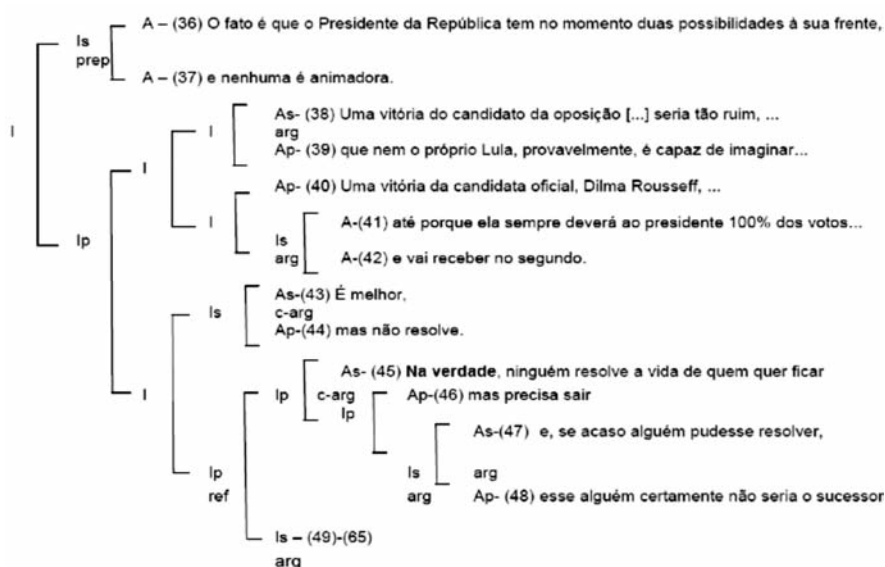 A – (36) O fato é que o Presidente da República tem no momento duas possibilidades à sua frente,
Is
prep
A – (37) e nenhuma é animadora.
As- (38) Uma vitória do candidato da oposição [...] seria tão ruim, ...
I
I
arg
Ap- (39) que nem o próprio Lula, provavelmente, é capaz de imaginar...
I
Ap- (40) Uma vitória da candidata oficial, Dilma Rousseff, ...
A-(41) até porque ela sempre deverá ao presidente 100% dos votos...
I
Is
Ip
arg
A-(42) e vai receber no segundo.
As-(43) É melhor,
Is
c-arg
Ap-(44) mas não resolve.
As- (45) Na verdade, ninguém resolve a vida de quem quer ficar
I
Ip
c-arg
Ap-(46) mas precisa sair
Ip
As-(47) e, se acaso alguém pudesse resolver,
Ip
Is
arg
ref
arg
Ap- (48) esse alguém certamente não seria o sucessor
Is – (49)-(65)
arg